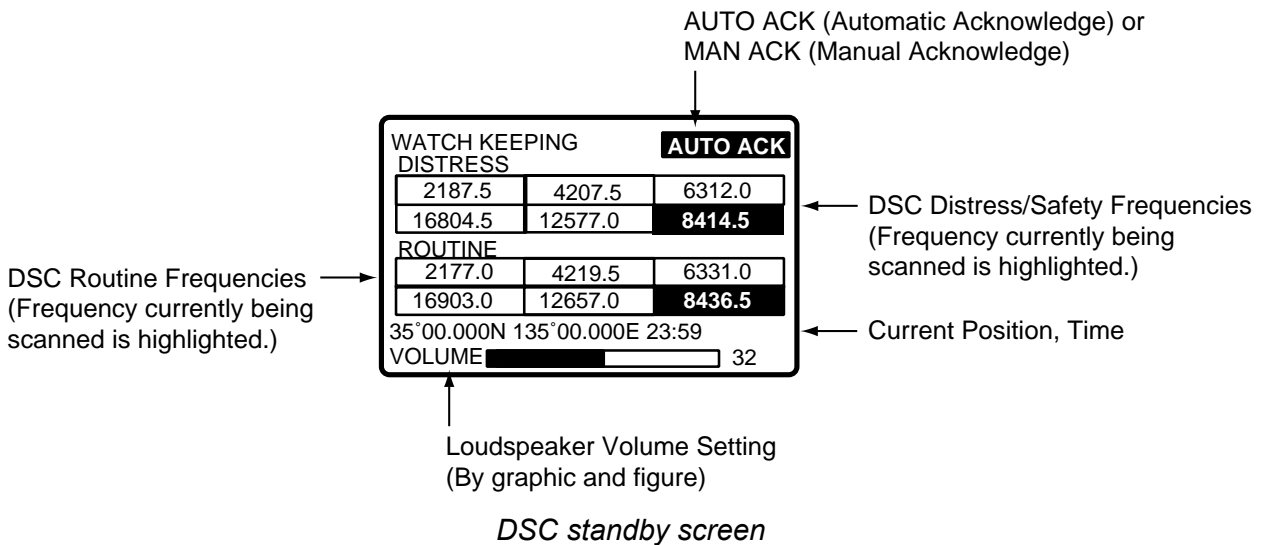 AUTO ACK (Automatic Acknowledge) or
MAN ACK (Manual Acknowledge)
WATCH KEEPING AUTO ACK
DISTRESS
2187.5 4207.5 6312.0
16804.5 12577.0 8414.5
ROUTINE
2177.0 4219.5 6331.0
16903.0 12657.0 8436.5
35°00.000N 135°00.000E 23:59
VOLUME 32
DSC Distress/Safety Frequencies
(Frequency currently being
scanned is highlighted.)
DSC Routine Frequencies
(Frequency currently being
scanned is highlighted.)
Current Position, Time
Loudspeaker Volume Setting
(By graphic and figure)
DSC standby screen